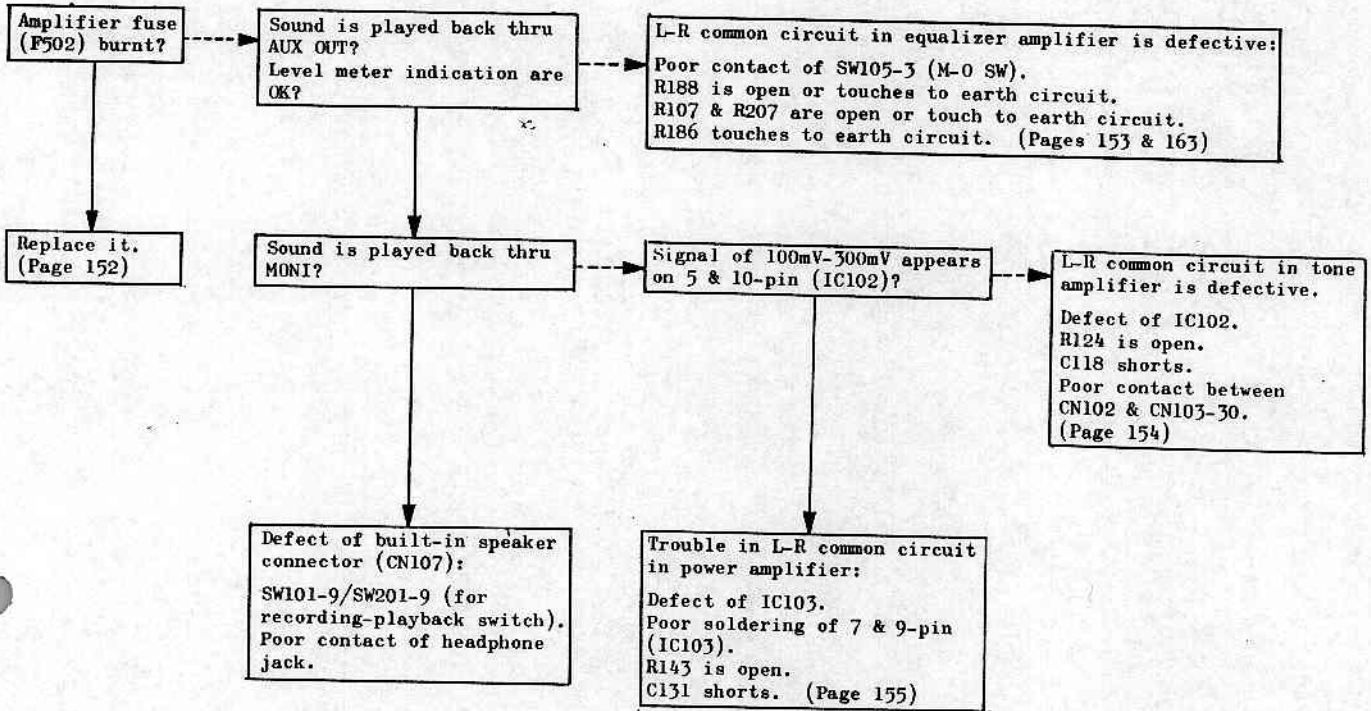 Amplifier fuse
(F502) burnt?
Sound is played back thru
AUX OUT?
Level meter indication are
OK?
L-R common circuit in equalizer amplifier is defective:
Poor contact of SW105-3 (M-O SW).
R188 is open or touches to earth circuit.
R107 & R207 are open or touch to earth circuit.
R186 touches to earth circuit. (Pages 153 & 163)
Replace it.
(Page 152)
Sound is played back thru
MONI?
Signal of 100mV-300mV appears
on 5 & 10-pin (IC102)?
L-R common circuit in tone
amplifier is defective.
Defect of IC102.
R124 is open.
C118 shorts.
Poor contact between
CN102 & CN103-30.
(Page 154)
Defect of built-in speaker
connector (CN107):
SW101-9/SW201-9 (for
recording-playback switch).
Poor contact of headphone
jack.
Trouble in L-R common circuit
in power amplifier:
Defect of IC103.
Poor soldering of 7 & 9-pin
(IC103).
R143 is open.
C131 shorts. (Page 155)